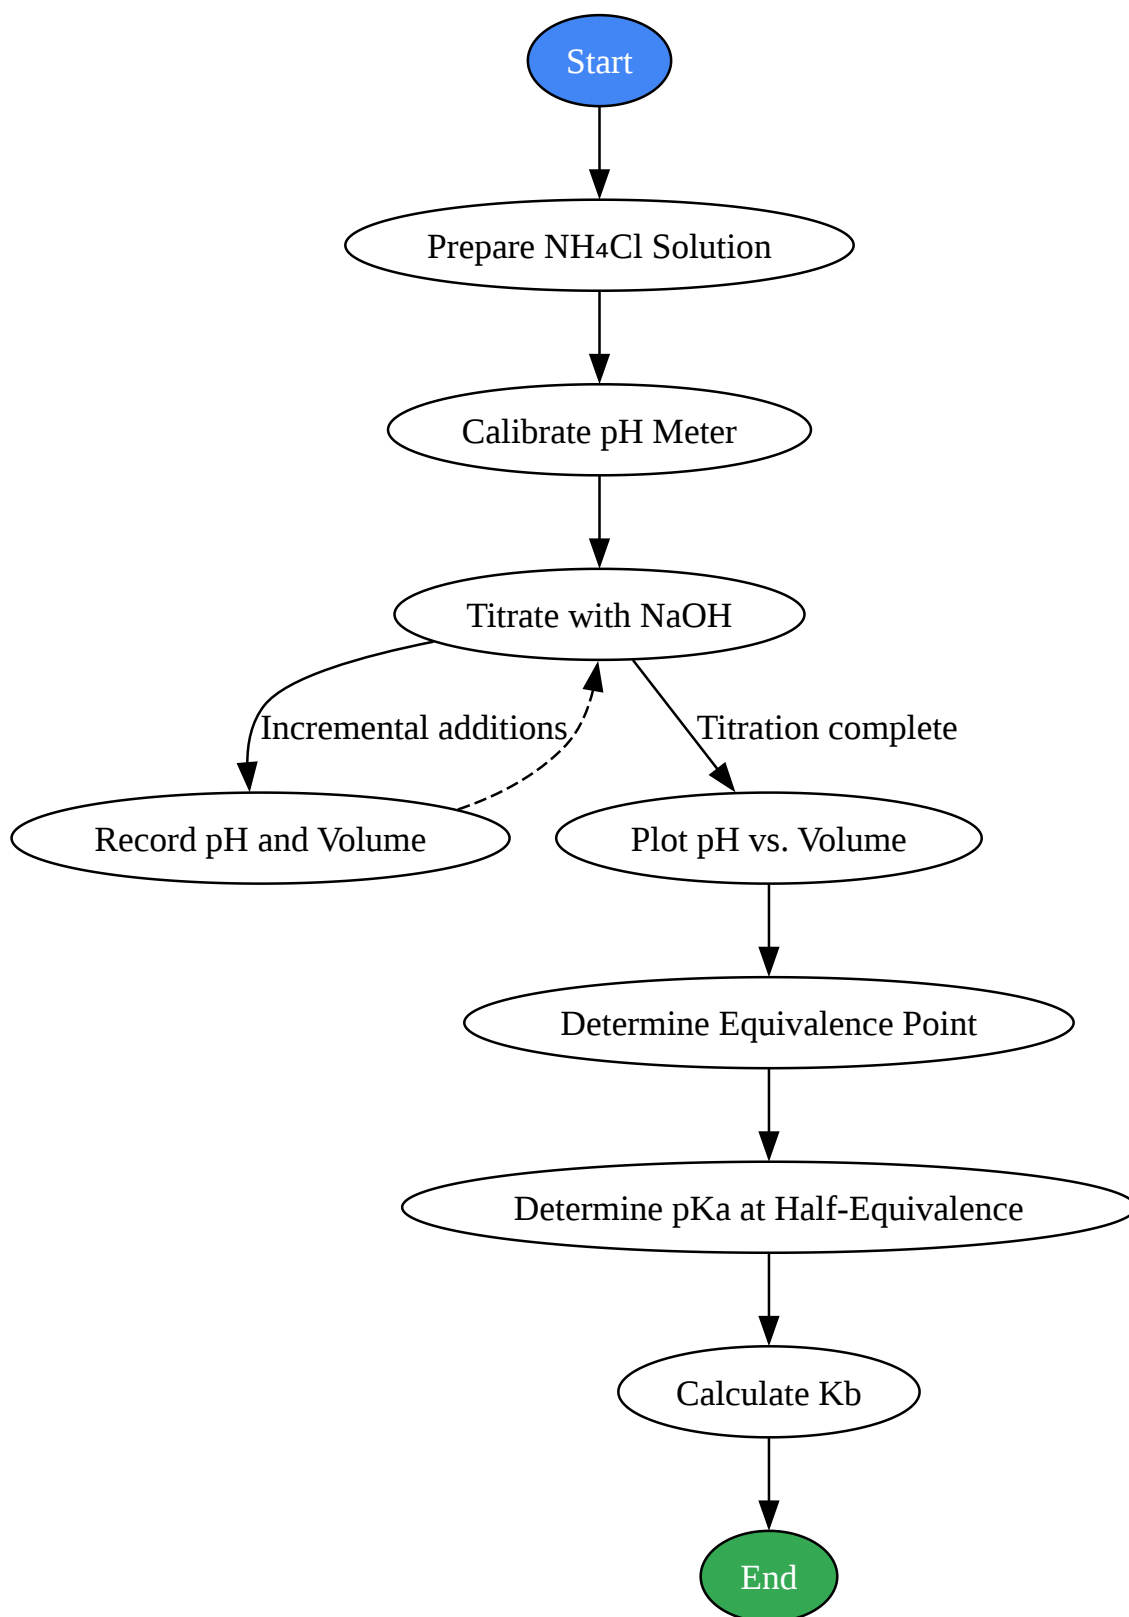 Start
Prepare NH₄Cl Solution
Calibrate pH Meter
Titrate with NaOH
Incremental additions
Titration complete
Record pH and Volume
Plot pH vs. Volume
Determine Equivalence Point
Determine pKa at Half-Equivalence
Calculate Kb
End